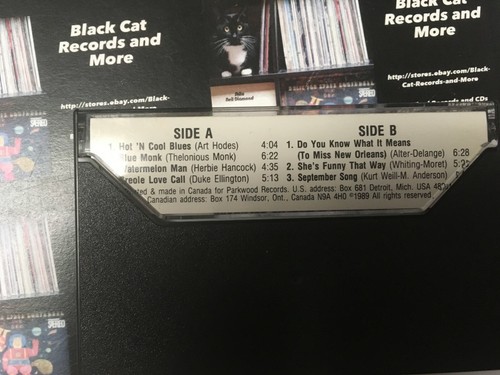 Black Cat
Records and
More
http://stores.ebay.com/Black-
Black Cat
Records and
More
http://stores.ebay.com/Black-
Cat-Records-and-More
Records and CDs
Neil Diamond
SIDE A
Hot 'N Cool Blues (Art Hodes) 4:04
Blue Monk (Thelonious Monk) 6:22
Watermelon Man (Herbie Hancock) 4:35
Creole Love Call (Duke Ellington) 5:13
SIDE B
1. Do You Know What It Means
(To Miss New Orleans) (Alter-Delange) 6:28
2. She's Funny That Way (Whiting-Moret)
3. September Song (Kurt Weill-M. Anderson)
& made in Canada for Parkwood Records. U.S. address: Box 681 Detroit, Mich. USA
Canadian address: Box 174 Windsor, Ont., Canada N9A 4H0 ©1989 All rights reserved.